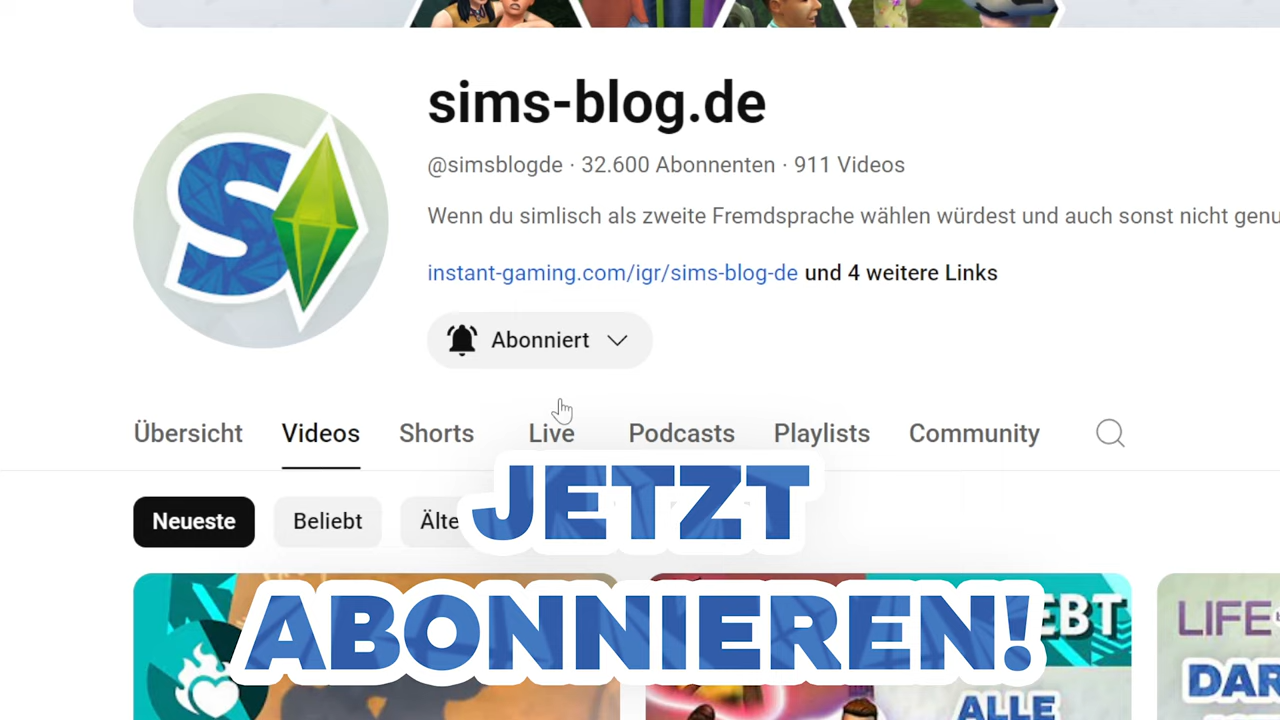 sims-blog.de
@simsblogde · 32.600 Abonnenten · 911 Videos
Wenn du simlisch als zweite Fremdsprache wählen würdest und auch sonst nicht genu
instant-gaming.com/igr/sims-blog-de und 4 weitere Links
Abonniert
Übersicht Videos Shorts Live Podcasts Playlists Community
Neueste Beliebt Älte
JETZT
ABONNIEREN!
EBT
ALLE
LIFE
DAR